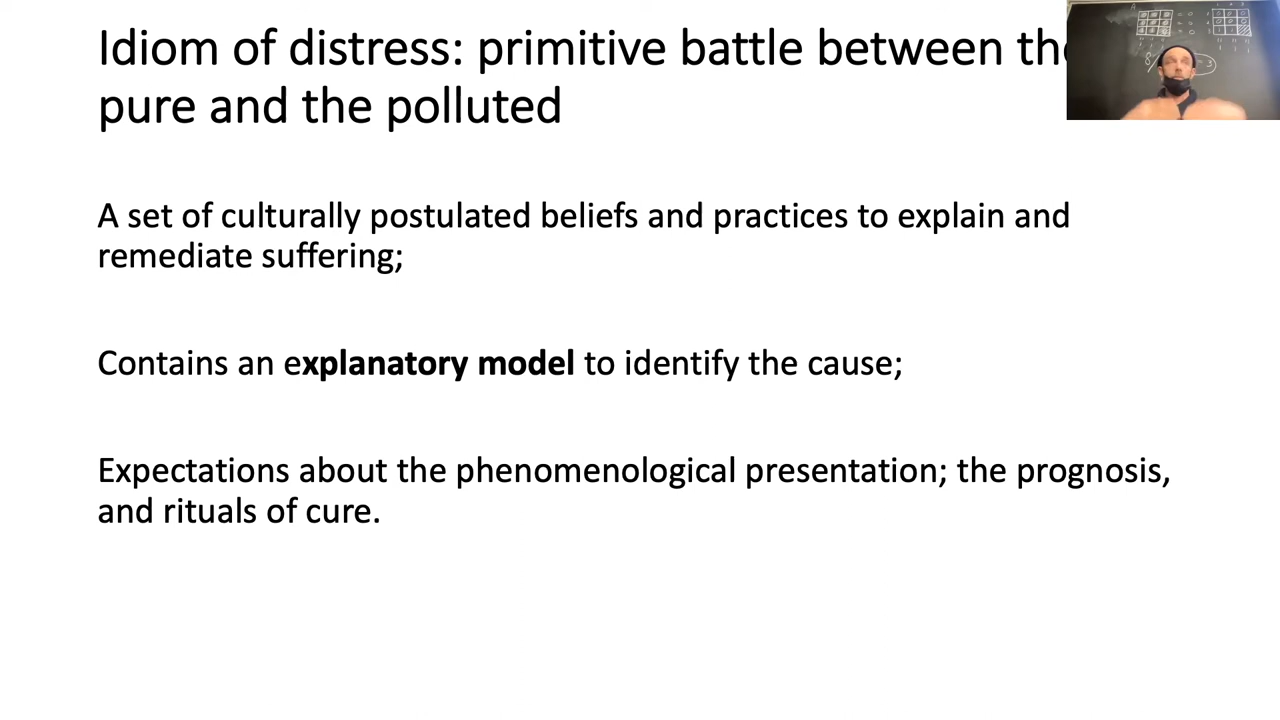 Idiom of distress: primitive battle between the
pure and the polluted
A set of culturally postulated beliefs and practices to explain and
remediate suffering;
Contains an explanatory model to identify the cause;
Expectations about the phenomenological presentation; the prognosis,
and rituals of cure.